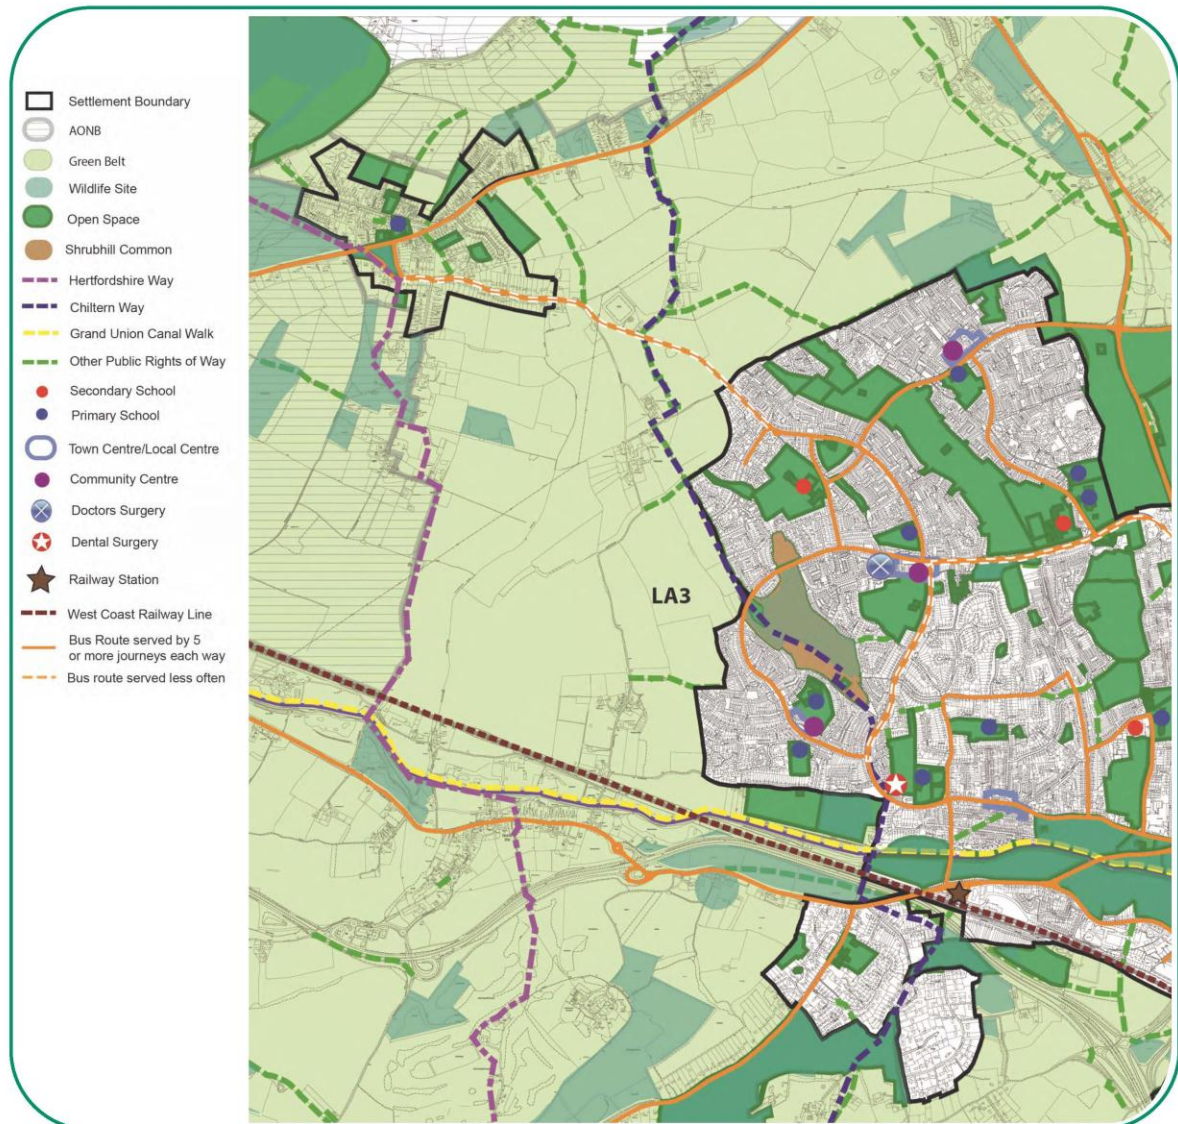 Settlement Boundary
AONB
Green Belt
Wildlife Site
Open Space
Shrubhill Common
Hertfordshire Way
Chiltern Way
Grand Union Canal Walk
Other Public Rights of Way
Secondary School
Primary School
Town Centre/Local Centre
Community Centre
Doctors Surgery
Dental Surgery
Railway Station
West Coast Railway Line
Bus Route served by 5
or more journeys each way
Bus route served less often
LA3